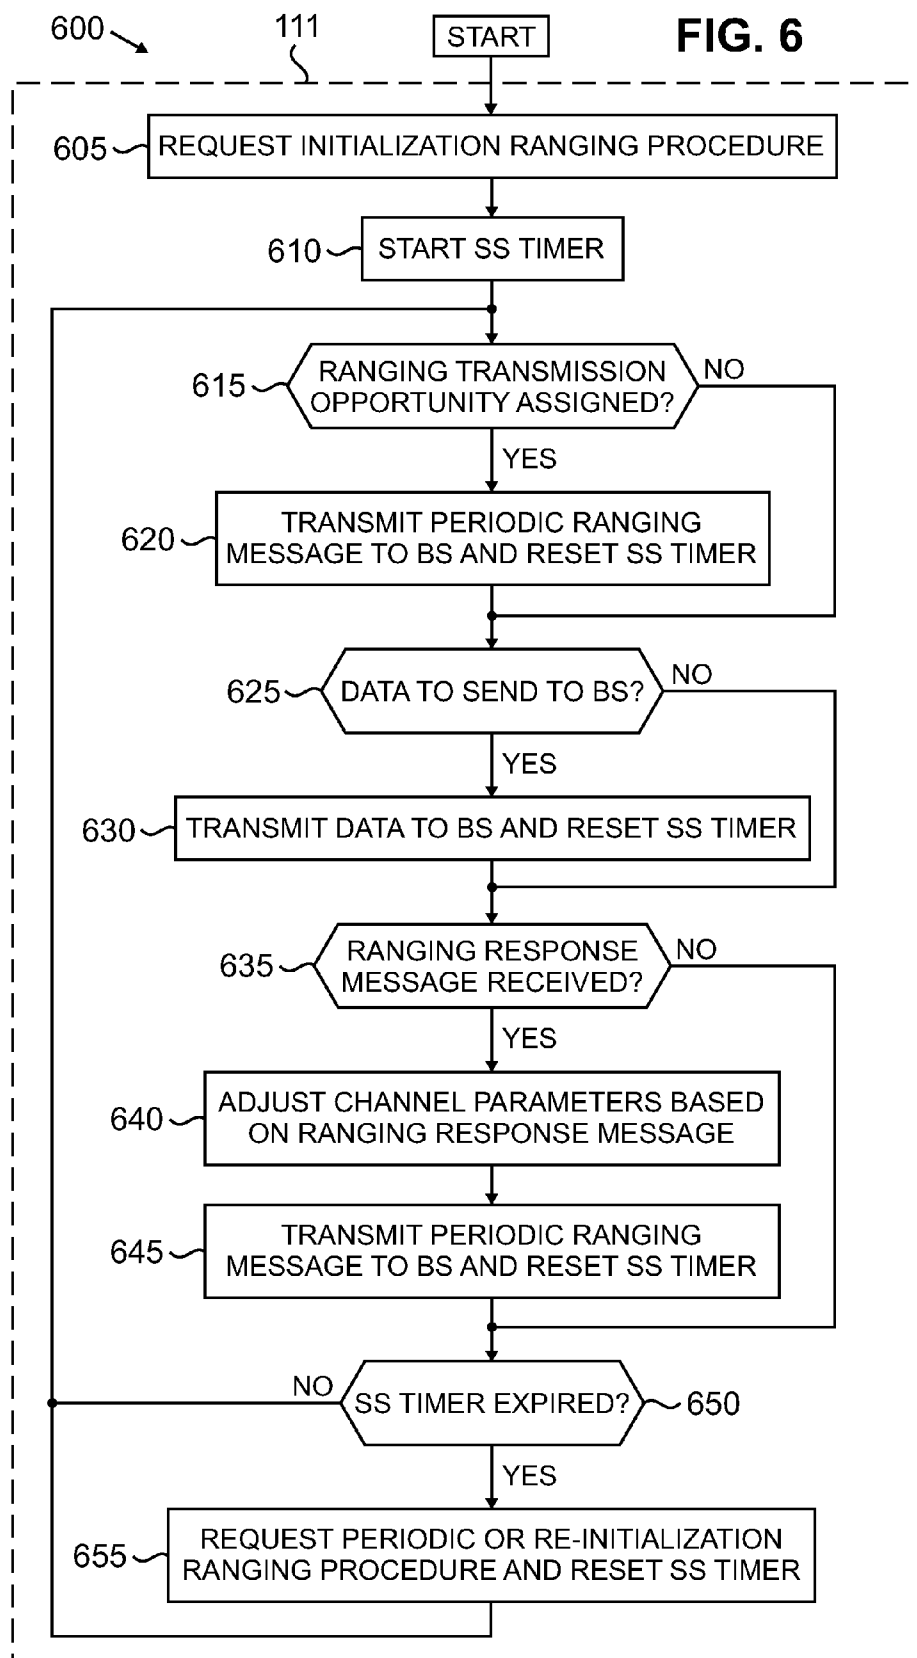 600
111
START
FIG. 6
605
REQUEST INITIALIZATION RANGING PROCEDURE
610
START SS TIMER
615
RANGING TRANSMISSION
OPPORTUNITY ASSIGNED?
NO
YES
620
TRANSMIT PERIODIC RANGING
MESSAGE TO BS AND RESET SS TIMER
625
DATA TO SEND TO BS?
NO
YES
630
TRANSMIT DATA TO BS AND RESET SS TIMER
635
RANGING RESPONSE
MESSAGE RECEIVED?
NO
YES
640
ADJUST CHANNEL PARAMETERS BASED
ON RANGING RESPONSE MESSAGE
645
TRANSMIT PERIODIC RANGING
MESSAGE TO BS AND RESET SS TIMER
NO
SS TIMER EXPIRED?
650
YES
655
REQUEST PERIODIC OR RE-INITIALIZATION
RANGING PROCEDURE AND RESET SS TIMER